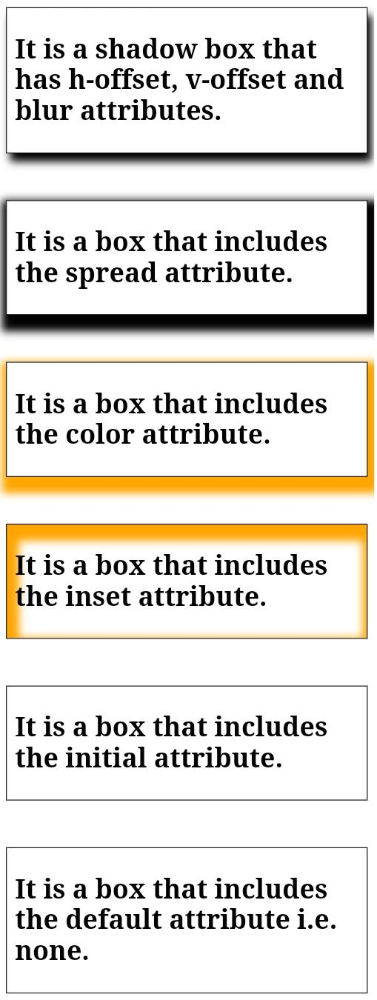 It is a shadow box that
has h-offset, v-offset and
blur attributes.
It is a box that includes
the spread attribute.
It is a box that includes
the color attribute.
It is a box that includes
the inset attribute.
It is a box that includes
the initial attribute.
It is a box that includes
the default attribute i.e.
none.